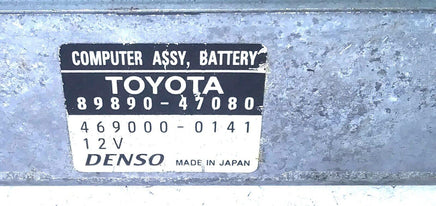 COMPUTER ASSY, BATTERY
TOYOTA
89890-47080
469000-0141
12V
DENSO MADE IN JAPAN